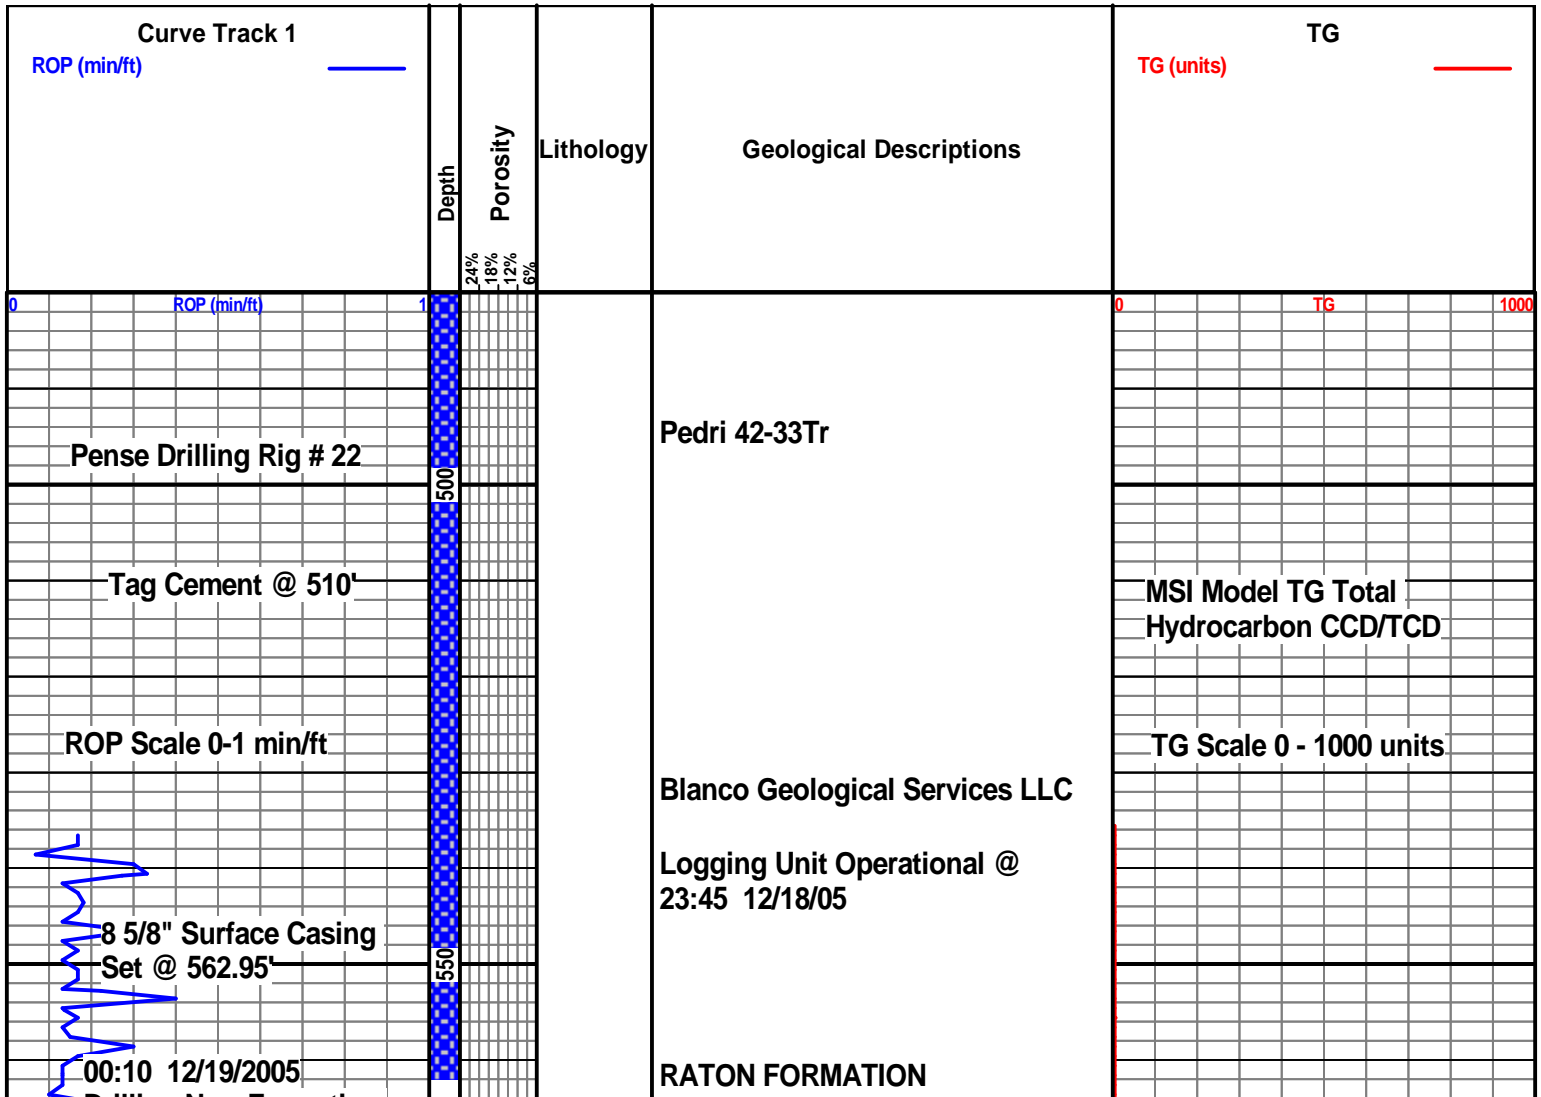 Curve Track 1
ROP (min/ft)
Depth
Porosity
24%
18%
12%
6%
Lithology
Geological Descriptions
TG
TG (units)
0 ROP (min/ft) 1
0 TG 1000
Pense Drilling Rig # 22
Pedri 42-33Tr
500
Tag Cement @ 510'
MSI Model TG Total
Hydrocarbon CCD/TCD
ROP Scale 0-1 min/ft
TG Scale 0 - 1000 units
Blanco Geological Services LLC
Logging Unit Operational @
23:45 12/18/05
8 5/8" Surface Casing
Set @ 562.95'
550
00:10 12/19/2005
RATON FORMATION